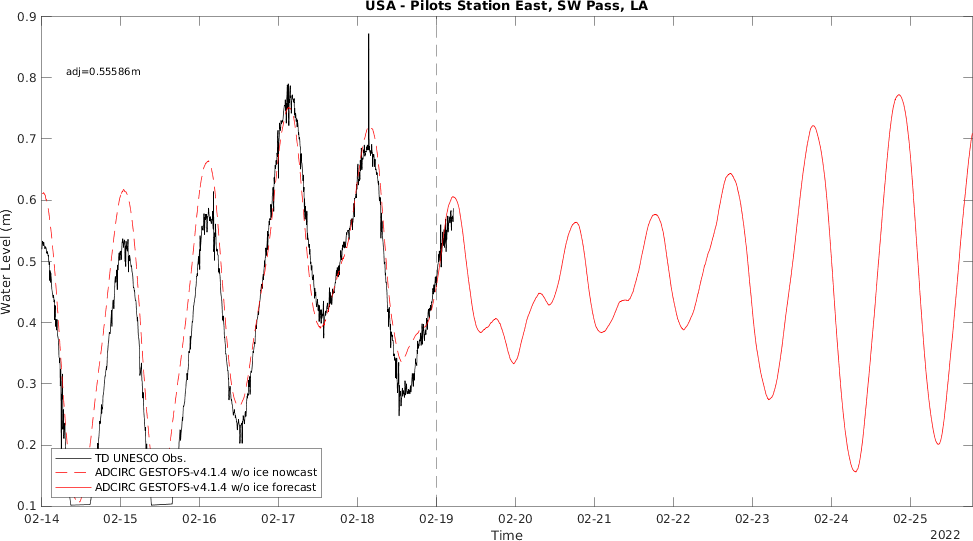 USA - Pilots Station East, SW Pass, LA
adj=0.55586m
Water Level (m)
0.9
0.8
0.7
0.6
0.5
0.4
0.3
0.2
0.1
TD UNESCO Obs.
ADCIRC GESTOFS-v4.1.4 w/o ice nowcast
ADCIRC GESTOFS-v4.1.4 w/o ice forecast
02-14 02-15 02-16 02-17 02-18 02-19 02-20 02-21 02-22 02-23 02-24 02-25
Time
2022